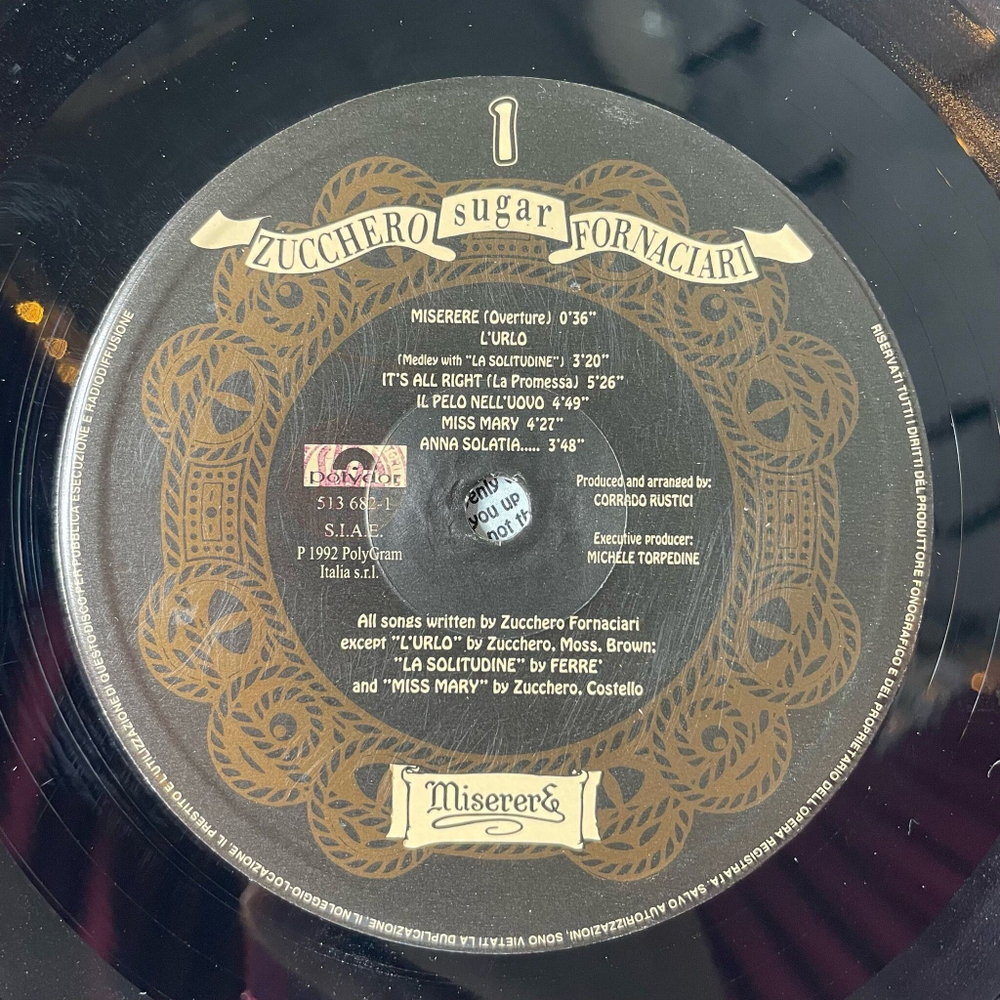 1
ZUCCHERO sugar FORNACIARI
MISERERE (Overture) 0'36"
L'URLO
(Medley with "LA SOLITUDINE") 3'20"
IT'S ALL RIGHT (La Promessa) 5'26"
IL PELO NELL'UOVO 4'49"
MISS MARY 4'27"
ANNA SOLATIA..... 3'48"
polydor
513 682-1
S.I.A.E.
P 1992 PolyGram
Italia s.r.l.
only
you up
not th
Produced and arranged by:
CORRADO RUSTICI
Executive producer:
MICHELE TORPEDINE
All songs written by Zucchero Fornaciari
except "L'URLO" by Zucchero, Moss, Brown;
"LA SOLITUDINE" by FERRE'
and "MISS MARY" by Zucchero, Costello
Miserere
RISERVATI TUTTI I DIRITTI DEL PRODUTTORE FONOGRAFICO E DEL PROPRIETARIO DELL'OPERA REGISTRATA. SALVO AUTORIZZAZIONI, SONO VIETATI LA DUPLICAZIONE, IL NOLEGGIO-LOCAZIONE, IL PRESTITO E L'UTILIZZAZIONE DI QUESTO DISCO PER PUBBLICA ESECUZIONE E RADIODIFFUSIONE